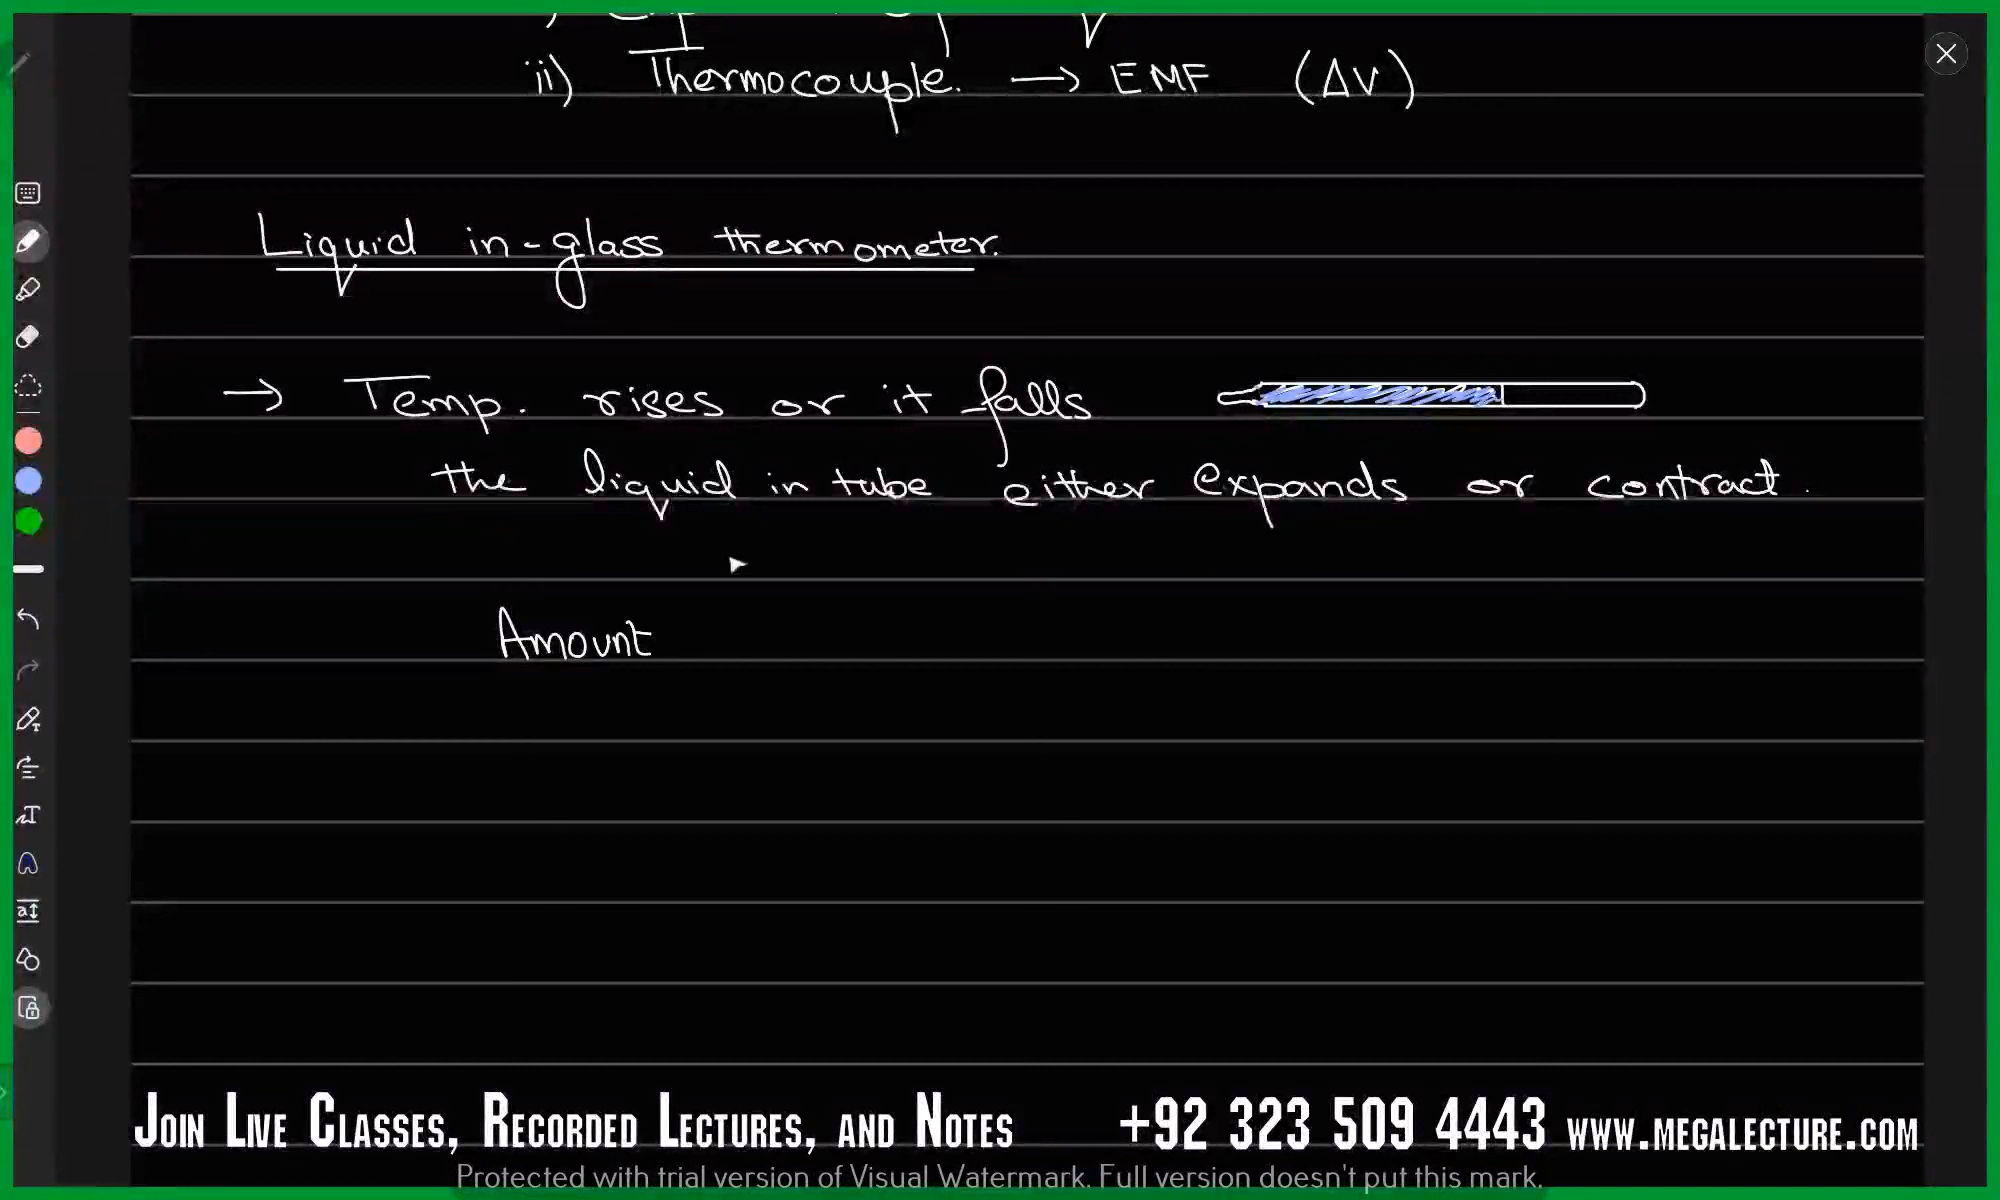 ii) Thermocouple. → EMF (ΔV)
Liquid in-glass thermometer.
→ Temp. rises or it falls
the liquid in tube either expands or contract.
Amount
JOIN LIVE CLASSES, RECORDED LECTURES, AND NOTES +92 323 509 4443 WWW.MEGALECTURE.COM
Protected with trial version of Visual Watermark. Full version doesn't put this mark.